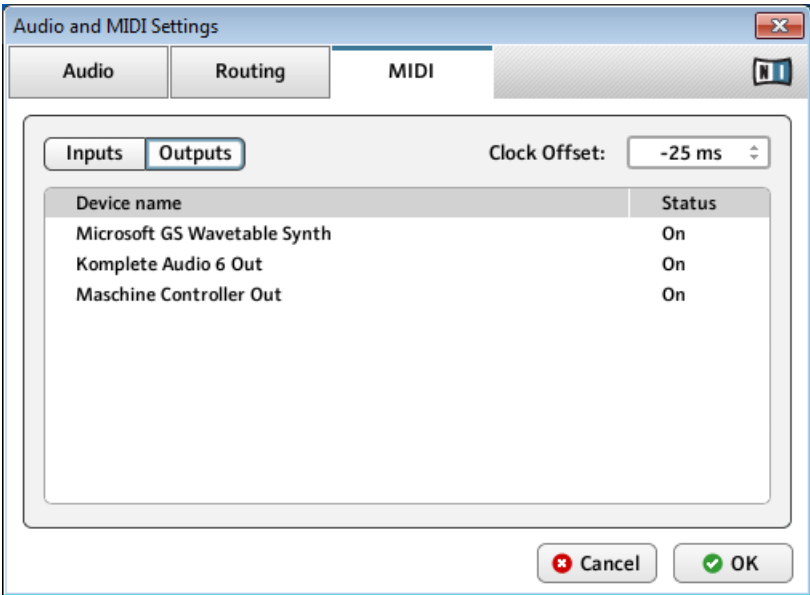 Audio and MIDI Settings
Audio Routing MIDI NI
Inputs Outputs Clock Offset: -25 ms
Device name Status
Microsoft GS Wavetable Synth On
Komplete Audio 6 Out On
Maschine Controller Out On
Cancel OK